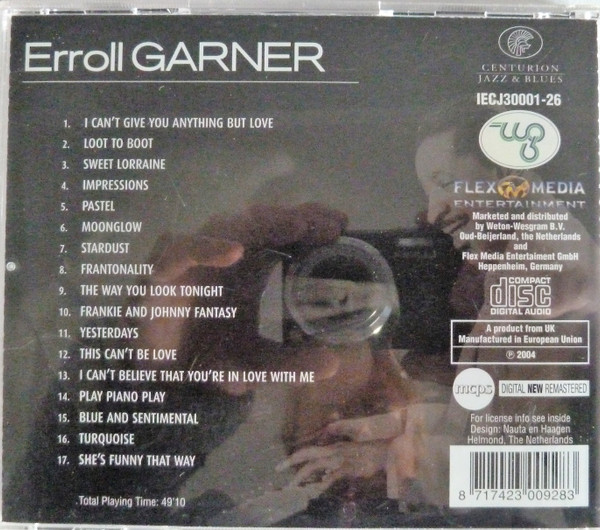 Erroll GARNER
1. I CAN'T GIVE YOU ANYTHING BUT LOVE
2. LOOT TO BOOT
3. SWEET LORRAINE
4. IMPRESSIONS
5. PASTEL
6. MOONGLOW
7. STARDUST
8. FRANTONALITY
9. THE WAY YOU LOOK TONIGHT
10. FRANKIE AND JOHNNY FANTASY
11. YESTERDAYS
12. THIS CAN'T BE LOVE
13. I CAN'T BELIEVE THAT YOU'RE IN LOVE WITH ME
14. PLAY PIANO PLAY
15. BLUE AND SENTIMENTAL
16. TURQUOISE
17. SHE'S FUNNY THAT WAY
Total Playing Time: 49'10
CENTURION
JAZZ & BLUES
IECJ30001-26
FLEX MEDIA
ENTERTAINMENT
Marketed and distributed
by Weton-Wesgram B.V.
Oud-Beijerland, the Netherlands
and
Flex Media Entertaiment GmbH
Heppenheim, Germany
COMPACT
disc
DIGITAL AUDIO
A product from UK
Manufactured in European Union
℗ 2004
mcps DIGITAL NEW REMASTERED
For license info see inside
Design: Nauta en Haagen
Helmond, The Netherlands
8 717423 009283